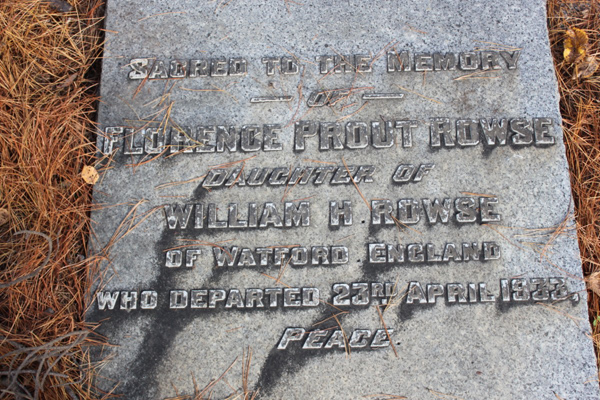 SACRED TO THE MEMORY
— OF —
FLORENCE PROUT ROWSE
DAUGHTER OF
WILLIAM H. ROWSE
OF WATFORD ENGLAND
WHO DEPARTED 23RD APRIL 1933,
PEACE.